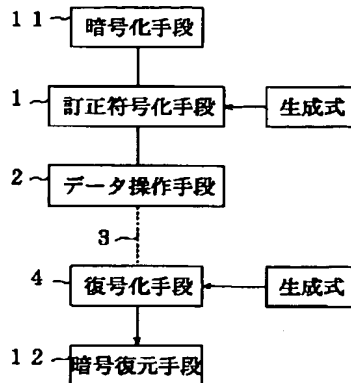 11 暗号化手段
1 訂正符号化手段 生成式
2 データ操作手段
3
4 復号化手段 生成式
12 暗号復元手段